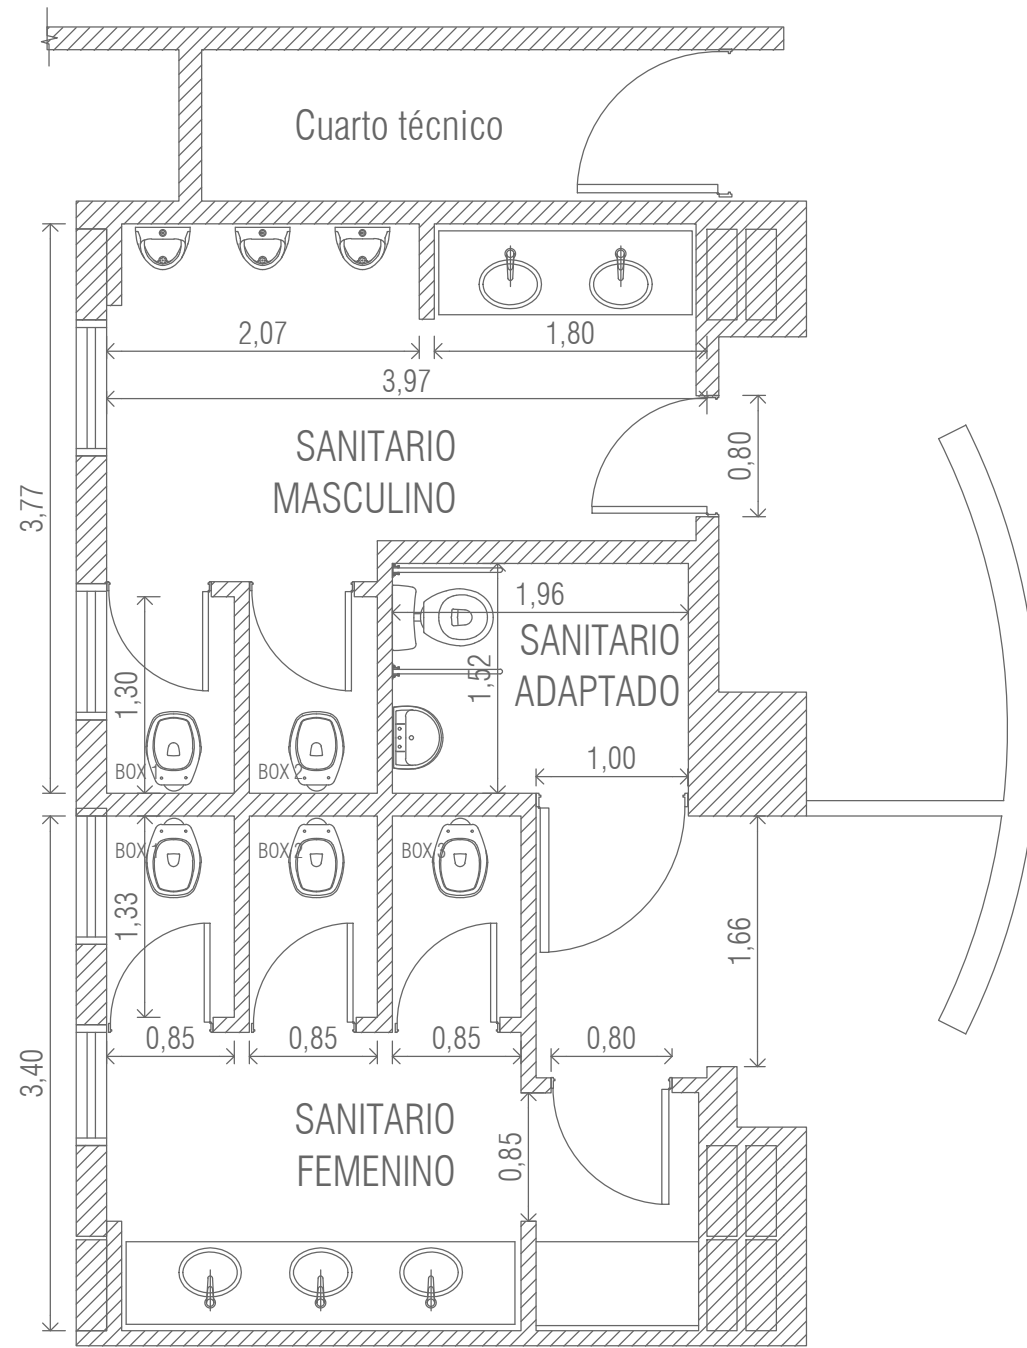 Cuarto técnico
2,07
1,80
3,97
SANITARIO
MASCULINO
0,80
3,77
1,96
SANITARIO
ADAPTADO
1,52
1,30
1,00
BOX 1
BOX 2
BOX 1
BOX 2
BOX 3
1,33
1,66
0,85
0,85
0,85
0,80
3,40
SANITARIO
FEMENINO
0,85